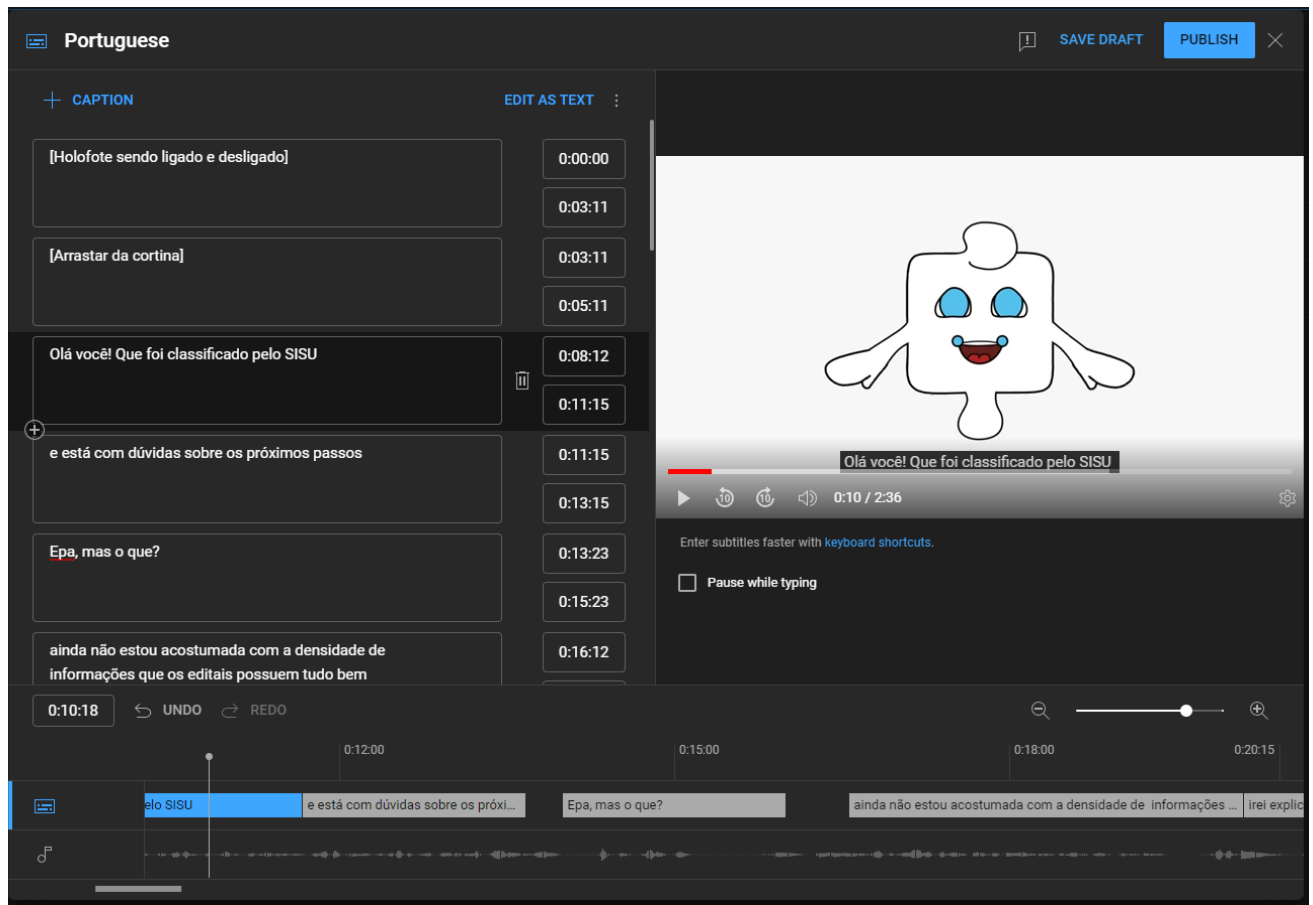 Portuguese
SAVE DRAFT
PUBLISH
CAPTION
EDIT AS TEXT
[Holofote sendo ligado e desligado]
0:00:00
0:03:11
[Arrastar da cortina]
0:03:11
0:05:11
Olá você! Que foi classificado pelo SISU
0:08:12
0:11:15
e está com dúvidas sobre os próximos passos
0:11:15
0:13:15
Epa, mas o que?
0:13:23
0:15:23
ainda não estou acostumada com a densidade de
informações que os editais possuem tudo bem
0:16:12
Olá você! Que foi classificado pelo SISU
10
10
0:10 / 2:36
Enter subtitles faster with keyboard shortcuts.
Pause while typing
0:10:18
UNDO
REDO
0:12:00
0:15:00
0:18:00
0:20:15
elo SISU
e está com dúvidas sobre os próxi...
Epa, mas o que?
ainda não estou acostumada com a densidade de informações ...
irei explic